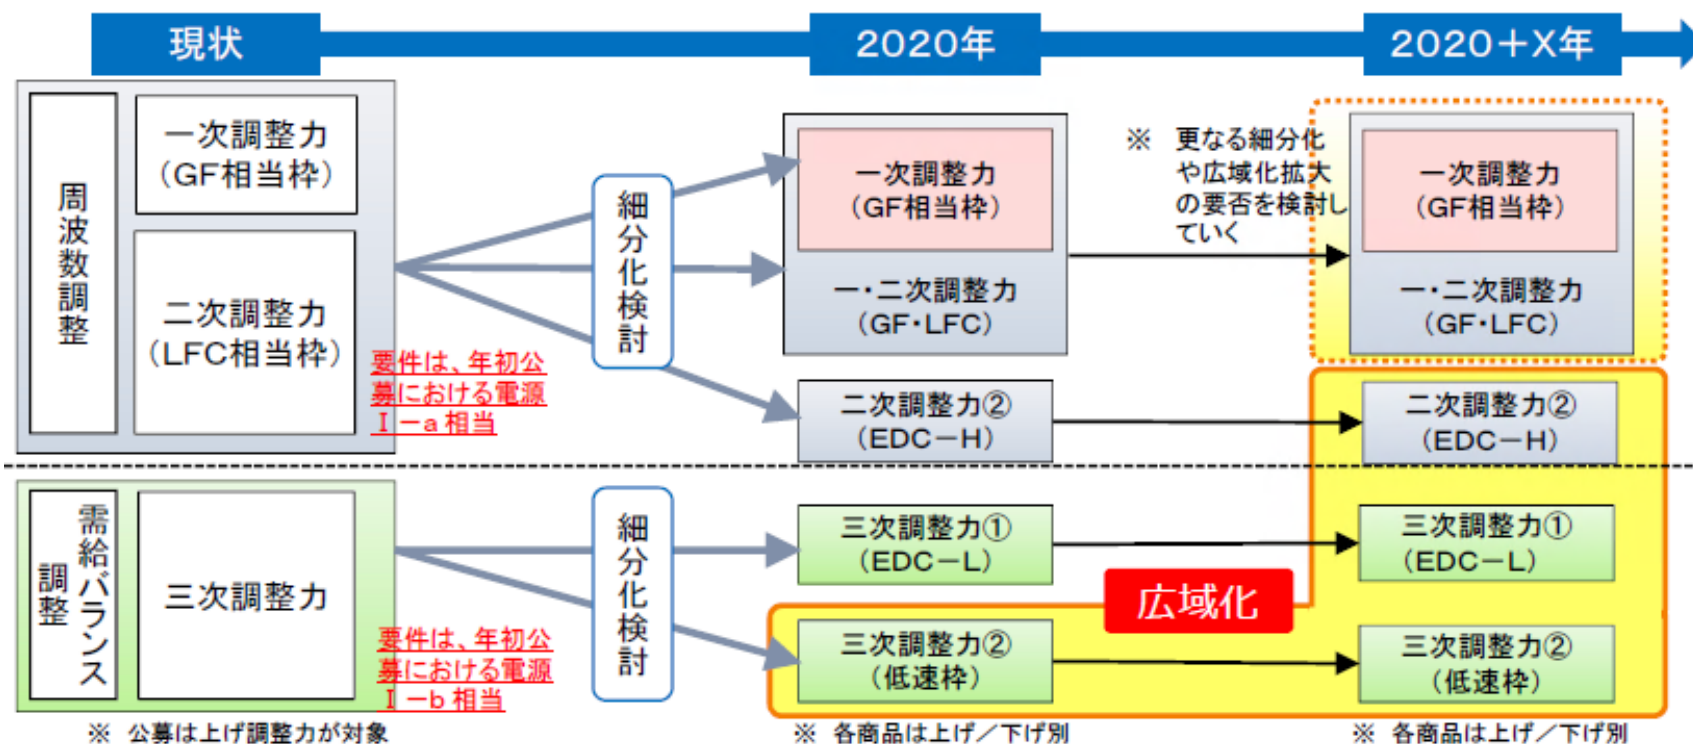 現状
2020年
2020+X年
周波数調整
一次調整力
(GF相当枠)
二次調整力
(LFC相当枠)
要件は、年初公
募における電源
Ⅰ－a 相当
細分化検討
一次調整力
(GF相当枠)
一・二次調整力
(GF・LFC)
二次調整力②
(EDC－H)
※ 更なる細分化
や広域化拡大
の要否を検討し
ていく
一次調整力
(GF相当枠)
一・二次調整力
(GF・LFC)
二次調整力②
(EDC－H)
需給バランス
調整
三次調整力
要件は、年初公
募における電源
Ⅰ－b 相当
細分化検討
三次調整力①
(EDC－L)
三次調整力②
(低速枠)
広域化
三次調整力①
(EDC－L)
三次調整力②
(低速枠)
※ 公募は上げ調整力が対象
※ 各商品は上げ／下げ別
※ 各商品は上げ／下げ別